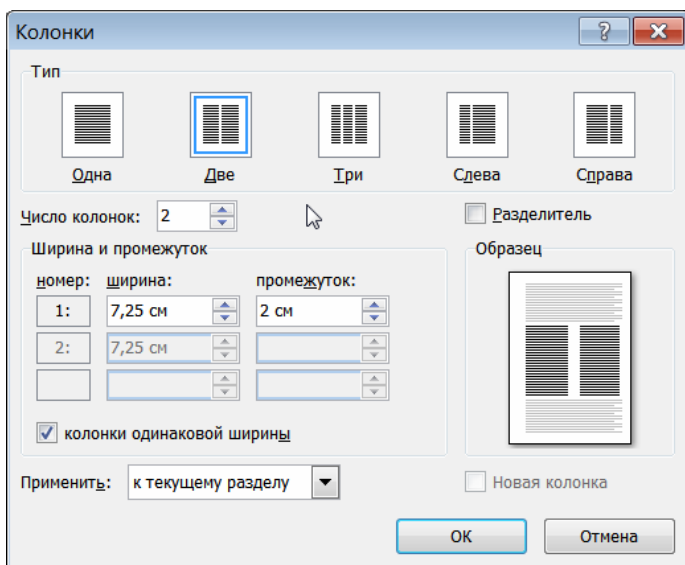 Колонки
Тип
Одна Две Три Слева Справа
Число колонок: 2 Разделитель
Ширина и промежуток Образец
номер: ширина: промежуток:
1: 7,25 см 2 см
2: 7,25 см
колонки одинаковой ширины
Применить: к текущему разделу Новая колонка
ОК Отмена